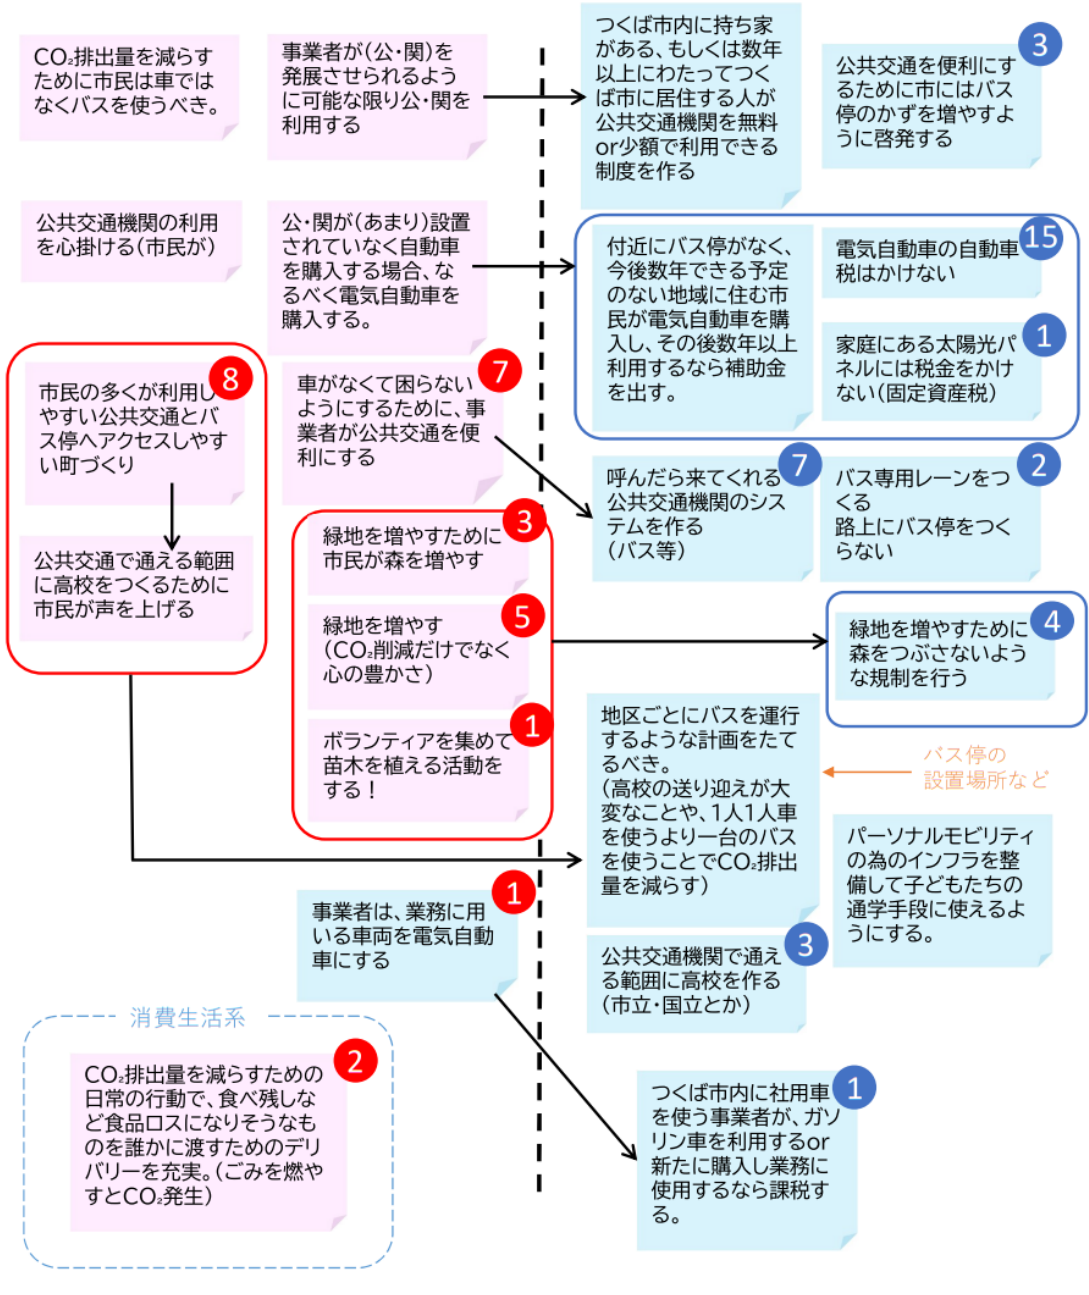 CO₂排出量を減らす
ために市民は車では
なくバスを使うべき。
事業者が(公・関)を
発展させられるよう
に可能な限り公・関を
利用する
つくば市内に持ち家
がある、もしくは数年
以上にわたってつく
ば市に居住する人が
公共交通機関を無料
or少額で利用できる
制度を作る
3
公共交通を便利にす
るために市にはバス
停のかずを増やすよ
うに啓発する
公共交通機関の利用
を心掛ける(市民が)
公・関が(あまり)設置
されていなく自動車
を購入する場合、な
るべく電気自動車を
購入する。
付近にバス停がなく、
今後数年できる予定
のない地域に住む市
民が電気自動車を購
入し、その後数年以上
利用するなら補助金
を出す。
15
電気自動車の自動車
税はかけない
1
家庭にある太陽光パ
ネルには税金をかけ
ない(固定資産税)
8
市民の多くが利用し
やすい公共交通とバ
ス停へアクセスしやす
い町づくり
公共交通で通える範囲
に高校をつくるために
市民が声を上げる
7
車がなくて困らない
ようにするために、事
業者が公共交通を便
利にする
7
呼んだら来てくれる
公共交通機関のシス
テムを作る
(バス等)
2
バス専用レーンをつ
くる
路上にバス停をつく
らない
3
緑地を増やすために
市民が森を増やす
5
緑地を増やす
(CO₂削減だけでなく
心の豊かさ)
1
ボランティアを集めて
苗木を植える活動を
する!
4
緑地を増やすために
森をつぶさないよう
な規制を行う
地区ごとにバスを運行
するような計画をたて
るべき。
(高校の送り迎えが大
変なことや、1人1人車
を使うより一台のバス
を使うことでCO₂排出
量を減らす)
バス停の
設置場所など
パーソナルモビリティ
の為のインフラを整
備して子どもたちの
通学手段に使えるよ
うにする。
1
事業者は、業務に用
いる車両を電気自動
車にする
3
公共交通機関で通え
る範囲に高校を作る
(市立・国立とか)
消費生活系
2
CO₂排出量を減らすための
日常の行動で、食べ残しな
ど食品ロスになりそうなも
のを誰かに渡すためのデリ
バリーを充実。(ごみを燃や
すとCO₂発生)
1
つくば市内に社用車
を使う事業者が、ガソ
リン車を利用するor
新たに購入し業務に
使用するなら課税す
る。